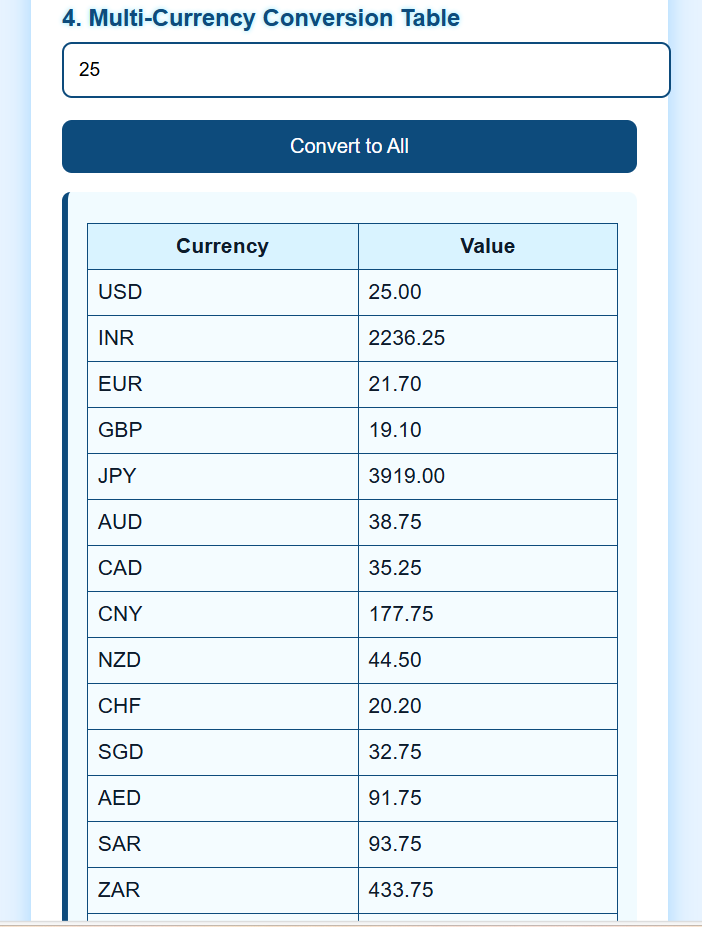 4. Multi-Currency Conversion Table
25
Convert to All
Currency Value
USD 25.00
INR 2236.25
EUR 21.70
GBP 19.10
JPY 3919.00
AUD 38.75
CAD 35.25
CNY 177.75
NZD 44.50
CHF 20.20
SGD 32.75
AED 91.75
SAR 93.75
ZAR 433.75